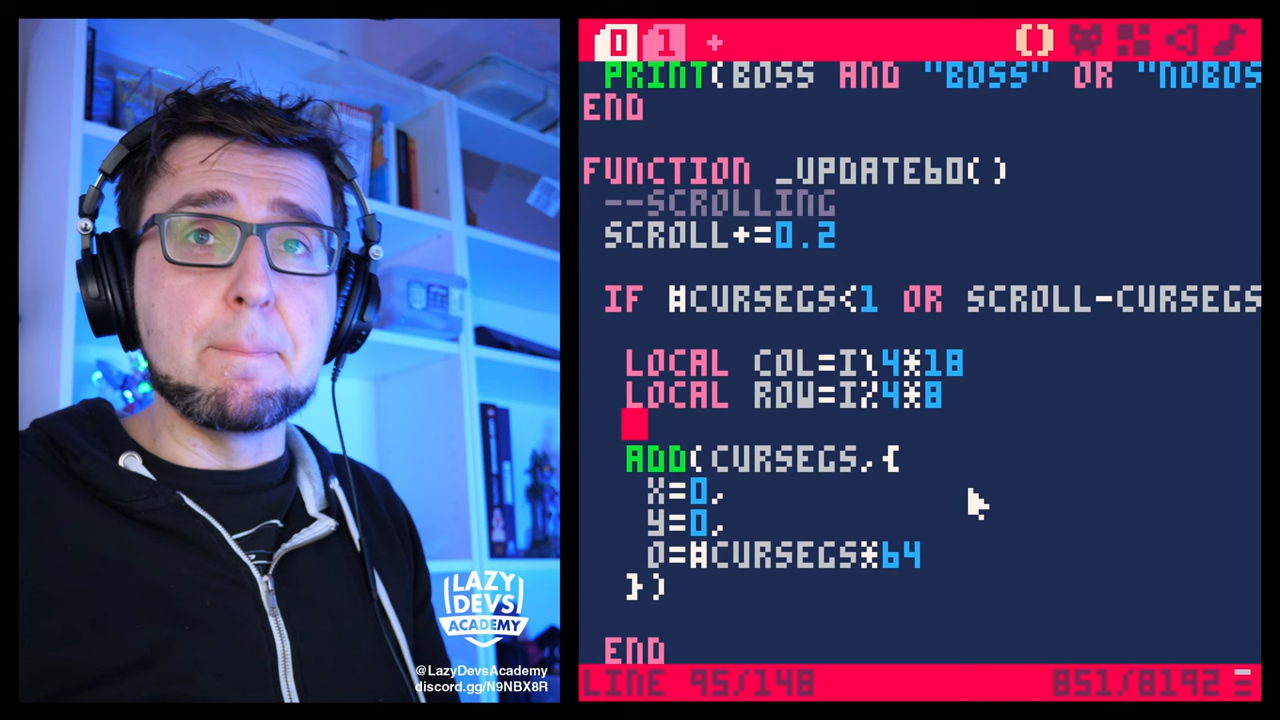 LAZY
DEVS
ACADEMY
@LazyDevsAcademy
discord.gg/N9NBX8R
0 1 +
PRINT(BOSS AND "BOSS" OR "NOBOS
END
FUNCTION _UPDATE60()
--SCROLLING
SCROLL+=0.2
IF #CURSEGS<1 OR SCROLL-CURSEGS
LOCAL COL=I\4*18
LOCAL ROW=I%4*8
ADD(CURSEGS,{
X=0,
Y=0,
O=#CURSEGS*64
})
END
LINE 95/148
851/8192